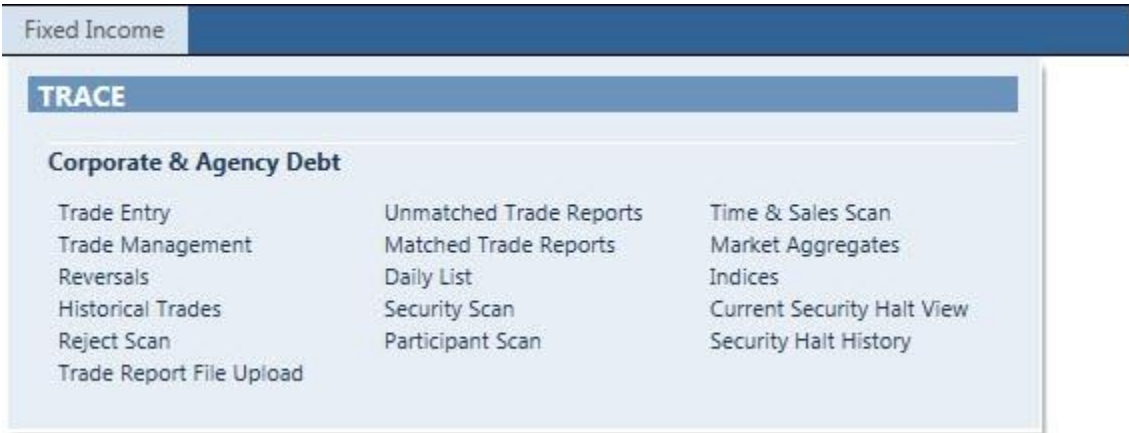 Fixed Income
TRACE
Corporate & Agency Debt
Trade Entry
Trade Management
Reversals
Historical Trades
Reject Scan
Trade Report File Upload
Unmatched Trade Reports
Matched Trade Reports
Daily List
Security Scan
Participant Scan
Time & Sales Scan
Market Aggregates
Indices
Current Security Halt View
Security Halt History